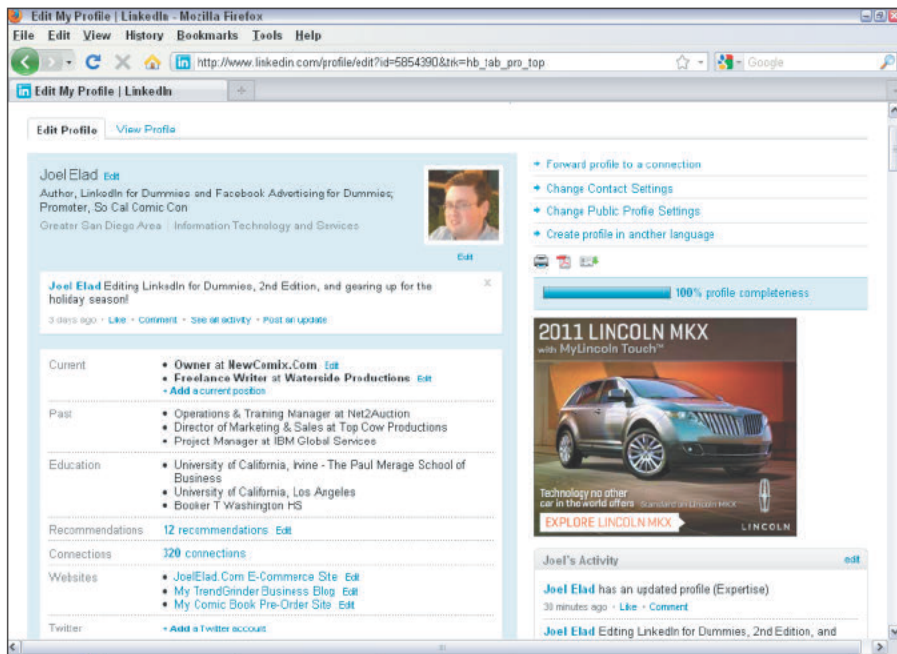 Edit My Profile | LinkedIn - Mozilla Firefox
File Edit View History Bookmarks Tools Help
http://www.linkedin.com/profile/edit?id=5854390&trk=hb_tab_pro_top
Google
Edit My Profile | LinkedIn
Edit Profile View Profile
Joel Elad Edit
Author, LinkedIn for Dummies and Facebook Advertising for Dummies;
Promoter, So Cal Comic Con
Greater San Diego Area | Information Technology and Services
Edit
Joel Elad Editing LinkedIn for Dummies, 2nd Edition, and gearing up for the
holiday season!
3 days ago • Like • Comment • See all activity • Post an update
Current
• Owner at NewComix.Com Edit
• Freelance Writer at Waterside Productions Edit
+ Add a current position
Past
• Operations & Training Manager at Net2Auction
• Director of Marketing & Sales at Top Cow Productions
• Project Manager at IBM Global Services
Education
• University of California, Irvine - The Paul Merage School of
Business
• University of California, Los Angeles
• Booker T Washington HS
Recommendations 12 recommendations Edit
Connections 320 connections
Websites
• JoelElad.Com E-Commerce Site Edit
• My TrendGrinder Business Blog Edit
• My Comic Book Pre-Order Site Edit
Twitter + Add a Twitter account
Forward profile to a connection
Change Contact Settings
Change Public Profile Settings
Create profile in another language
100% profile completeness
2011 LINCOLN MKX
with MyLincoln Touch™
Technology no other
car in the world offers Standard on Lincoln MKX
EXPLORE LINCOLN MKX
LINCOLN
Joel's Activity edit
Joel Elad has an updated profile (Expertise)
30 minutes ago • Like • Comment
Joel Elad Editing LinkedIn for Dummies, 2nd Edition, and